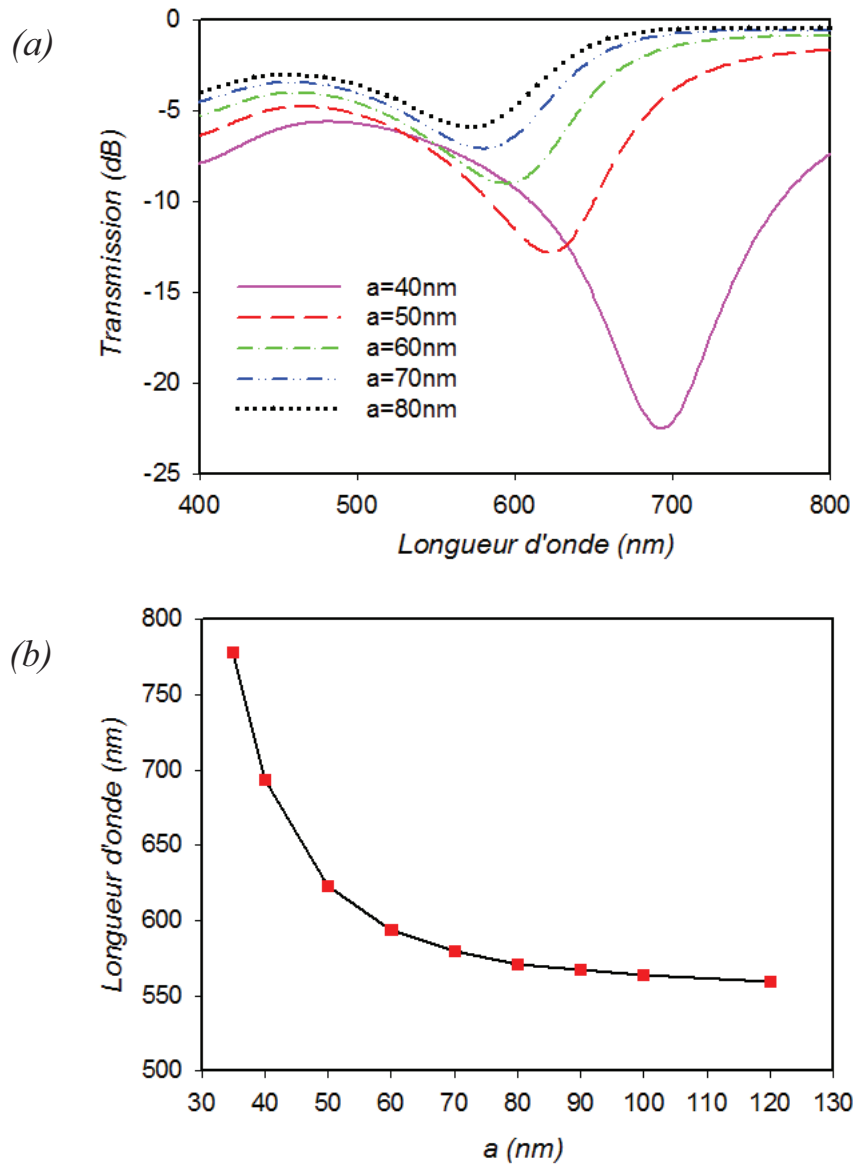 (a)
Transmission (dB)
0
-5
-10
-15
-20
-25
a=40nm
a=50nm
a=60nm
a=70nm
a=80nm
400 500 600 700 800
Longueur d'onde (nm)
(b)
Longueur d'onde (nm)
800
750
700
650
600
550
500
30 40 50 60 70 80 90 100 110 120 130
a (nm)